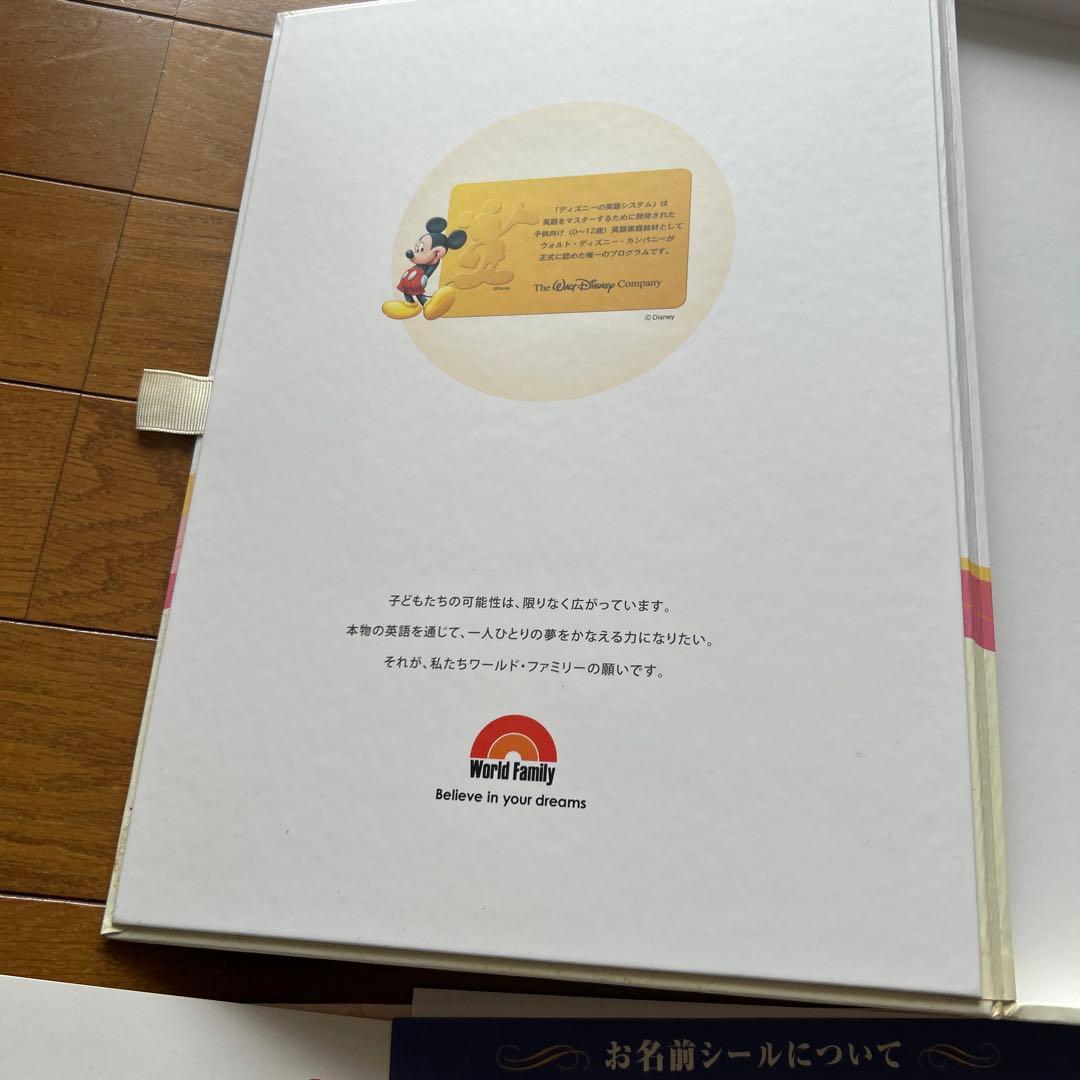 「ディズニーの英語システム」は
英語をマスターするために開発された
子供向け（0～12歳）英語家庭教材として
ウォルト・ディズニー・カンパニーが
正式に認めた唯一のプログラムです。
©Disney
The Walt Disney Company
©Disney
子どもたちの可能性は、限りなく広がっています。
本物の英語を通じて、一人ひとりの夢をかなえる力になりたい。
それが、私たちワールド・ファミリーの願いです。
World Family
Believe in your dreams
お名前シールについて